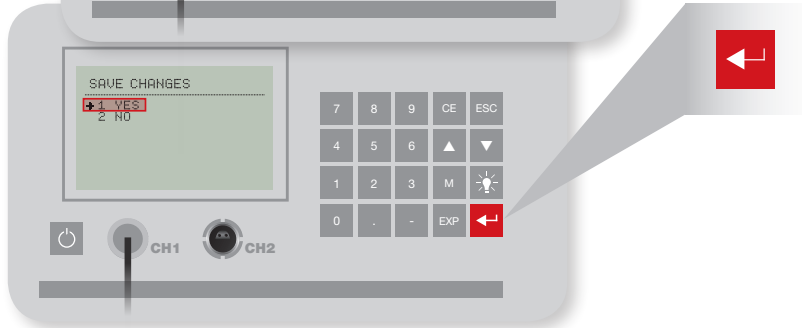 SAVE CHANGES
1 YES
2 NO
7 8 9 CE ESC
4 5 6
1 2 3 M
0 . - EXP
CH1 CH2